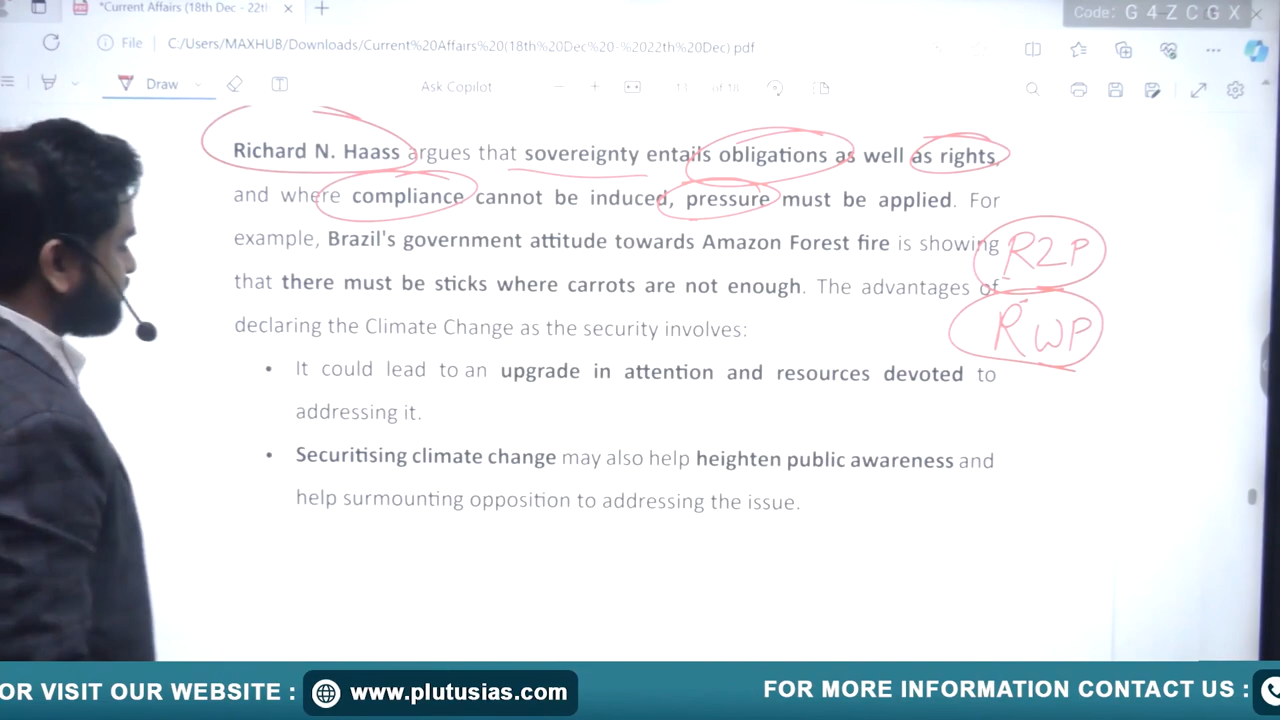 *Current Affairs (18th Dec - 22th
Code: G 4 Z C G X
File C:/Users/MAXHUB/Downloads/Current%20Affairs%20(18th%20Dec%20-%2022th%20Dec).pdf
Draw Ask Copilot 13 of 18
Richard N. Haass argues that sovereignty entails obligations as well as rights,
and where compliance cannot be induced, pressure must be applied. For
example, Brazil's government attitude towards Amazon Forest fire is showing
R2P
that there must be sticks where carrots are not enough. The advantages of
declaring the Climate Change as the security involves:
RWP
• It could lead to an upgrade in attention and resources devoted to
addressing it.
• Securitising climate change may also help heighten public awareness and
help surmounting opposition to addressing the issue.
OR VISIT OUR WEBSITE : www.plutusias.com FOR MORE INFORMATION CONTACT US :